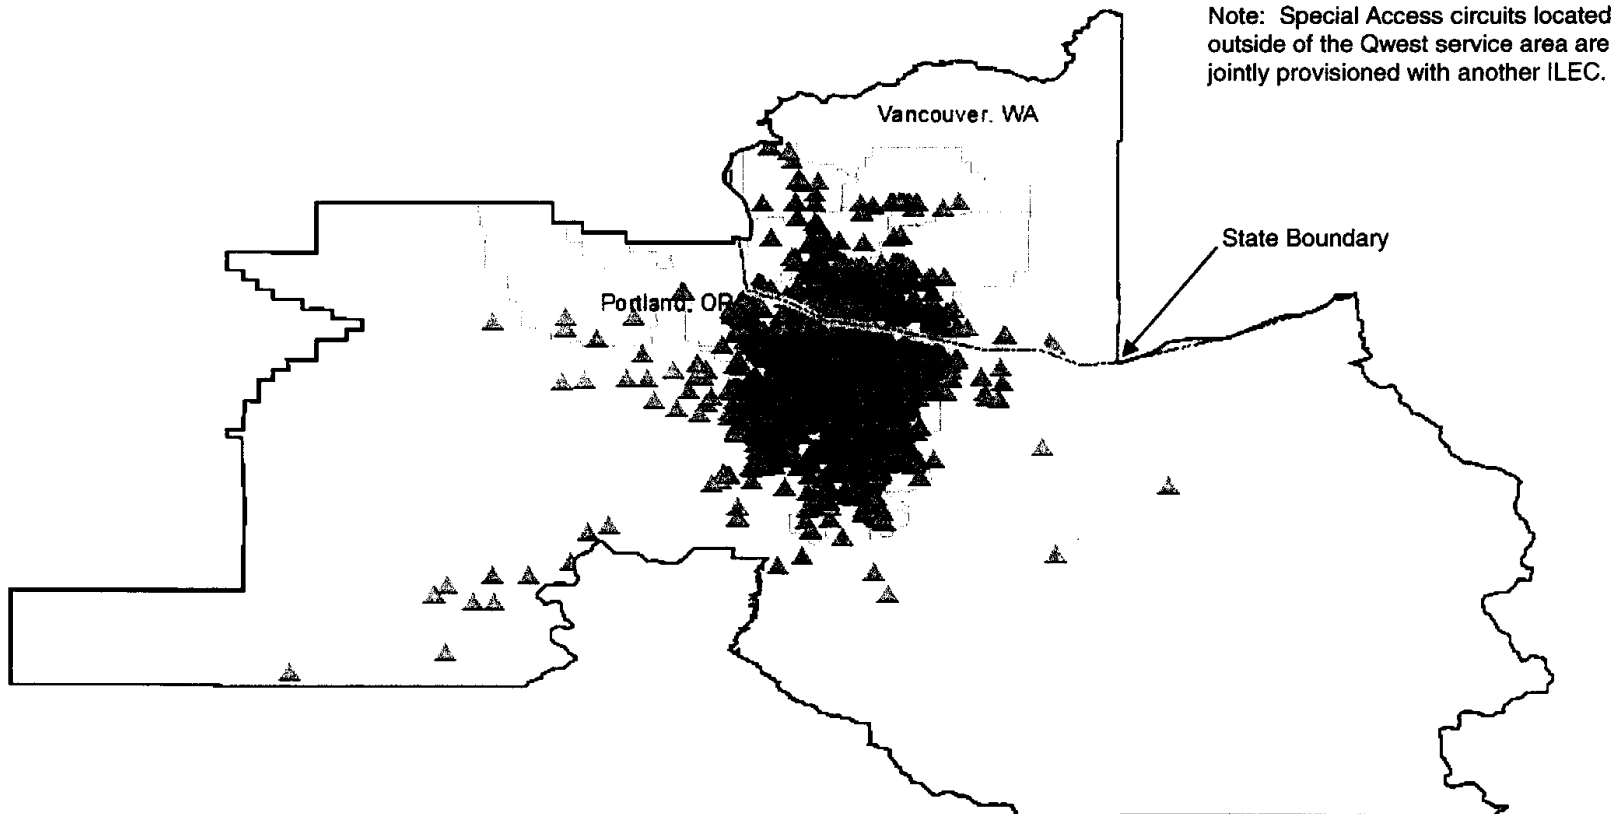 Note: Special Access circuits located
outside of the Qwest service area are
jointly provisioned with another ILEC.
Vancouver, WA
State Boundary
Portland, OR